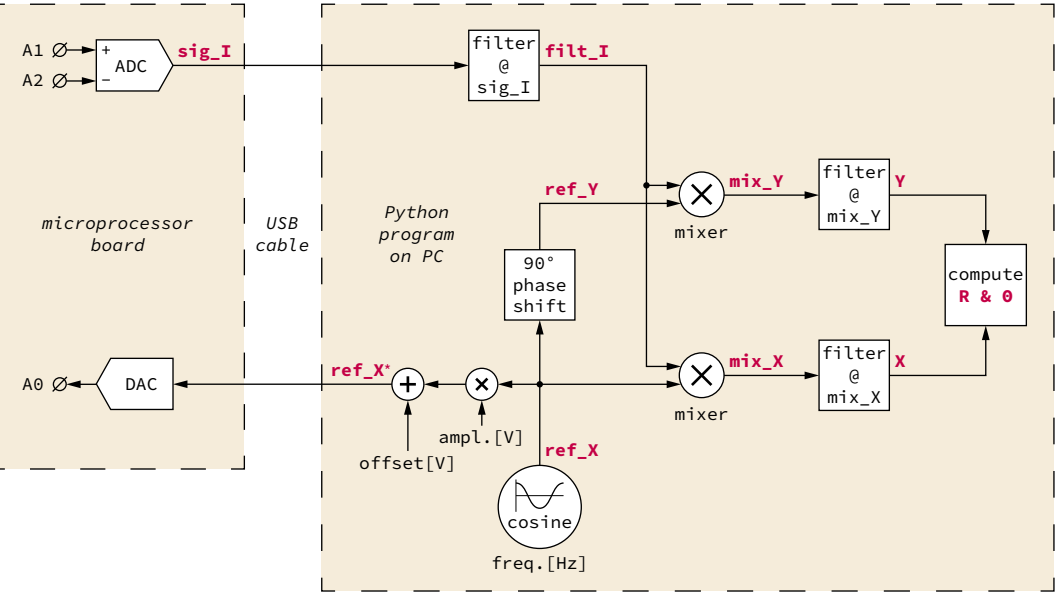 A1
A2
+
−
ADC
sig_I
filter
@
sig_I
filt_I
microprocessor
board
USB
cable
Python
program
on PC
ref_Y
90°
phase
shift
mixer
mix_Y
filter
@
mix_Y
Y
compute
R & Θ
A0
DAC
ref_X*
+
×
ampl.[V]
offset[V]
ref_X
mixer
mix_X
filter
@
mix_X
X
cosine
freq.[Hz]